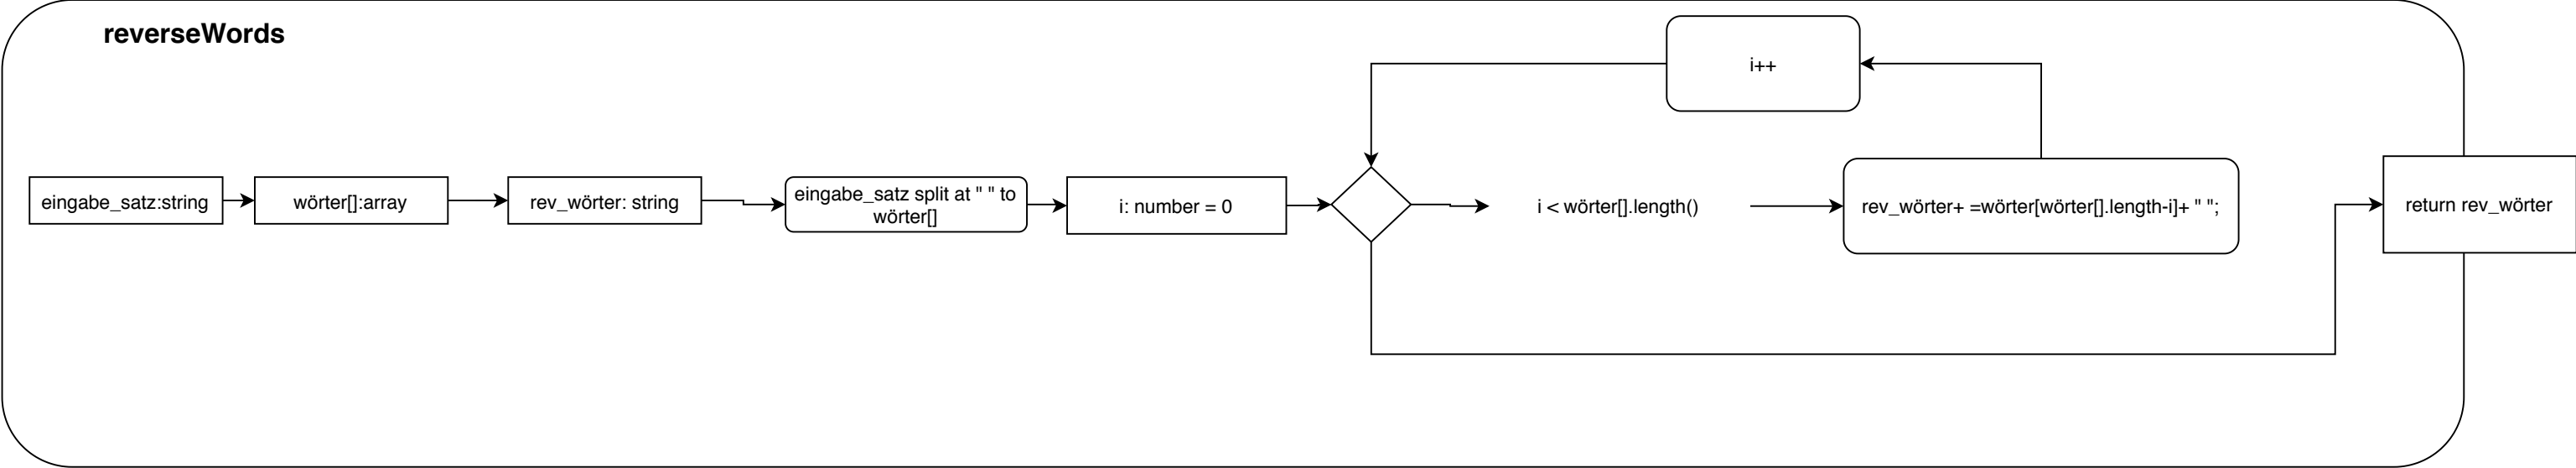 reverseWords
i++
eingabe_satz:string
wörter[]:array
rev_wörter: string
eingabe_satz split at " " to
wörter[]
i: number = 0
i < wörter[].length()
rev_wörter+ =wörter[wörter[].length-i]+ " ";
return rev_wörter